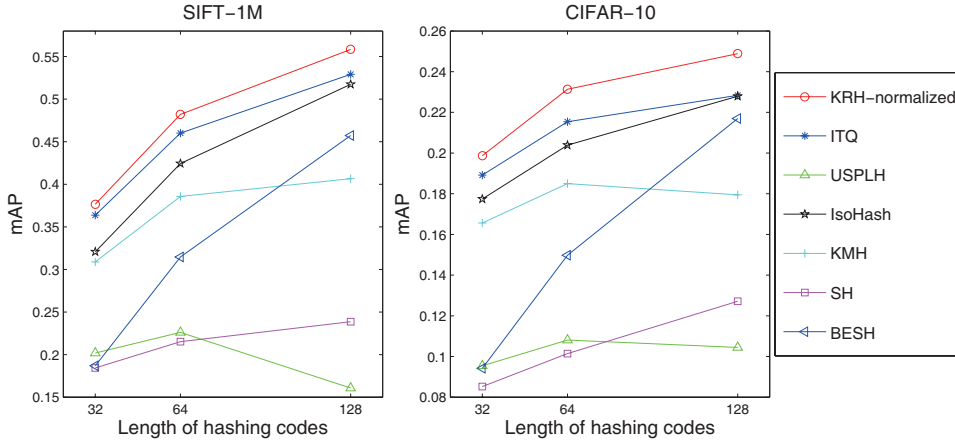 SIFT−1M
0.55
0.5
0.45
0.4
0.35
0.3
0.25
0.2
0.15
mAP
32 64 128
Length of hashing codes
CIFAR−10
0.26
0.24
0.22
0.2
0.18
0.16
0.14
0.12
0.1
0.08
mAP
32 64 128
Length of hashing codes
KRH−normalized
ITQ
USPLH
IsoHash
KMH
SH
BESH